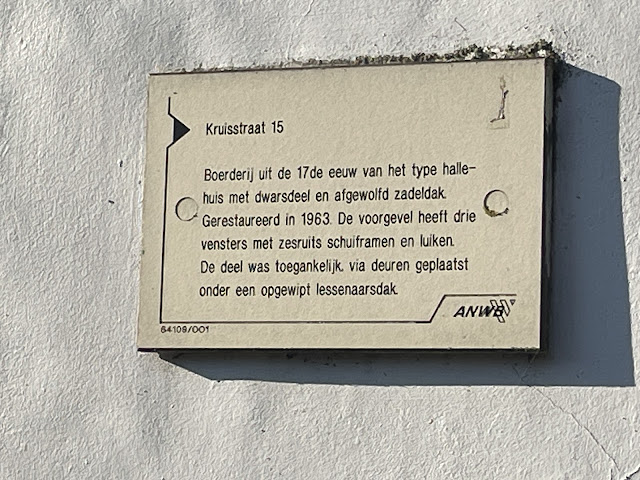 Kruisstraat 15
Boerderij uit de 17de eeuw van het type halle-
huis met dwarsdeel en afgewolfd zadeldak.
Gerestaureerd in 1963. De voorgevel heeft drie
vensters met zesruits schuiframen en luiken.
De deel was toegankelijk, via deuren geplaatst
onder een opgewipt lessenaarsdak.
ANWB
64109/001